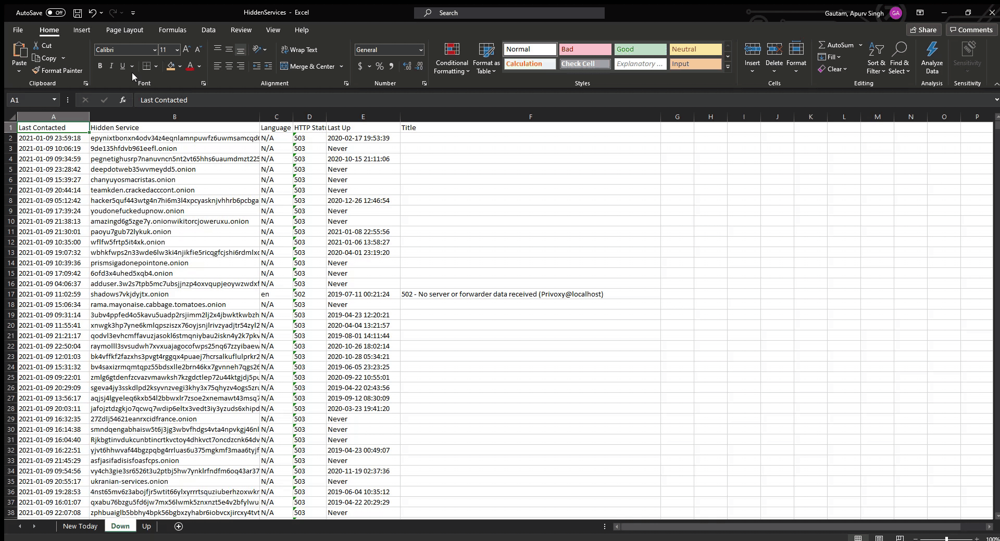 AutoSave Off HiddenServices - Excel Search Gautam, Apurv Singh GA
File Home Insert Page Layout Formulas Data Review View Help Share Comments
Paste Cut Copy Format Painter Clipboard
Calibri 11 B I U Font
Wrap Text Merge & Center Alignment
General $ % Number
Conditional Formatting Format as Table Normal Bad Good Neutral Calculation Check Cell Explanatory ... Input Styles
Insert Delete Format Cells
AutoSum Fill Clear Sort & Filter Find & Select Editing
Analyze Data Analysis Sensitivity Sensitivity
A1 fx Last Contacted
A B C D E F G H I J K L M N O P
1 Last Contacted Hidden Service Language HTTP Statu Last Up Title
2 2021-01-09 23:59:18 epynixtbonxn4odv34z4eqnlamnpuwfz6uwmsamcqd6 N/A 503 2020-02-17 19:53:39
3 2021-01-09 10:06:19 9de135hfdvb961eefl.onion N/A 503 Never
4 2021-01-09 09:34:59 pegnetighusrp7nanuvncn5nt2vt65hhs6uaumdmzt225 N/A 503 2020-10-15 21:11:06
5 2021-01-09 23:28:42 deepdotweb35wvmeydd5.onion N/A 503 Never
6 2021-01-09 15:39:27 chanyuyosmacristas.onion N/A 503 Never
7 2021-01-09 20:44:14 teamkden.crackedacccont.onion N/A 503 Never
8 2021-01-09 05:12:42 hacker5quf443wtg4n7hi6m3l4xpcyasknjvhhrb6pcbga N/A 503 2020-12-26 12:46:54
9 2021-01-09 17:39:24 youdonefuckedupnow.onion N/A 503 Never
10 2021-01-09 21:38:13 amazingd6g5zge7y.onionwikitorcjoweruxu.onion N/A 503 Never
11 2021-01-09 21:30:01 paoyu7gub72lykuk.onion N/A 503 2021-01-08 22:55:56
12 2021-01-09 10:35:00 wflfw5frtp5it4xk.onion N/A 503 2021-01-06 13:58:27
13 2021-01-09 19:07:32 wbhkfwps2n33wde6lw3ki4njikfie5ricqgfcjshi6rdmlxc N/A 503 2020-04-01 23:19:20
14 2021-01-09 10:39:36 prismsigadonepointone.onion N/A 503 Never
15 2021-01-09 17:09:42 6ofd3x4uhed5xqb4.onion N/A 503 Never
16 2021-01-09 04:06:37 adduser.3w2s7tpb5mc7ubsjjnzp4oxvqupjeoywzwdxf N/A 503 Never
17 2021-01-09 11:02:59 shadows7vkjdyjtx.onion en 502 2019-07-11 00:21:24 502 - No server or forwarder data received (Privoxy@localhost)
18 2021-01-09 15:06:34 rama.mayonaise.cabbage.tomatoes.onion N/A 503 Never
19 2021-01-09 09:31:14 3ubv4ppfed4o5kavu5uadp2rsjimm2lj2x4jbwktkwbzh N/A 503 2019-04-23 12:20:21
20 2021-01-09 11:55:41 xnwgk3hp7yne6kmlqpsziszx76oyjsnjlrivzyadjtr54zyl2 N/A 503 2020-04-04 13:21:57
21 2021-01-09 21:21:17 qodvl3evhcmffavuzjasokl6stmqniybau2iskn4y2k7pkv N/A 503 2019-08-01 14:11:44
22 2021-01-09 22:50:04 raymolll3svsudwh7xvxuajagocofwps25nq67zzyibaew N/A 503 2020-10-26 18:02:14
23 2021-01-09 12:01:03 bk4vffkf2fazxhs3pvgt4rggqx4puaej7hcrsalkuflulprkr2 N/A 503 2020-10-28 05:34:21
24 2021-01-09 15:31:32 bv4saxizrmqmtqpz55bdsxlle2brn46kx7gvnneh7qgs26 N/A 503 2019-06-05 23:23:25
25 2021-01-09 09:22:01 zmlg6gtdenfzcvazvmawksh7kzgdctlep72u44ktgjdj5pu N/A 503 2020-09-22 10:55:01
26 2021-01-09 20:29:09 sgeva4jy3sskdlpd2ksyvnzvegi3khy3x75qhyzv4ogs5zru N/A 503 2019-04-22 02:43:56
27 2021-01-09 13:56:17 aqjsj4lgyeleq6kxb54l2bbwxlr7zsoe2xnemawt43msq7 N/A 503 2019-09-12 08:30:09
28 2021-01-09 20:03:11 jafojztdzgkjo7qcwq7wdip6eltx3vedt3iy3yzuds6xhipd N/A 503 2020-03-23 19:41:20
29 2021-01-09 16:32:35 27Zdlj54621eanrxcidfrance.onion N/A 503 Never
30 2021-01-09 16:14:38 smndqengabhaisw5t6j3jg3wbvfhdgs4vta4npvkgj46nl N/A 503 Never
31 2021-01-09 16:04:40 Rjkbgtinvdukcunbtincrtkvctoy4dhkvct7oncdzcnk64dv N/A 503 Never
32 2021-01-09 16:22:51 yjvt6hhwvaf44bgzpqbg4rrluas6u375mgkmf3maa6tyjf N/A 503 2019-04-23 00:49:07
33 2021-01-09 21:45:29 asfjasifadisisfoasfcps.onion N/A 503 Never
34 2021-01-09 09:54:56 vy4ch3gie3sr6526t3u2ptbj5hw7ynklrfndfm6oq43ar37 N/A 503 2020-11-19 02:37:36
35 2021-01-09 20:55:17 ukranian-services.onion N/A 503 Never
36 2021-01-09 19:28:53 4nst65mv6z3abojfjr5wtit66ylxyrrrtsquziuberhzoxwkr N/A 503 2019-06-04 10:35:12
37 2021-01-09 16:01:07 qxabu76bzgu5fd6jw7mx56lwmk5znxnzt5e4v2bfylwu N/A 503 2019-04-22 20:29:29
38 2021-01-09 22:07:08 zphbuaiglb5bbhy4bpk56bgbxzyhabr6iobvcxjircxy4tvt N/A 503 Never
New Today Down Up
100%